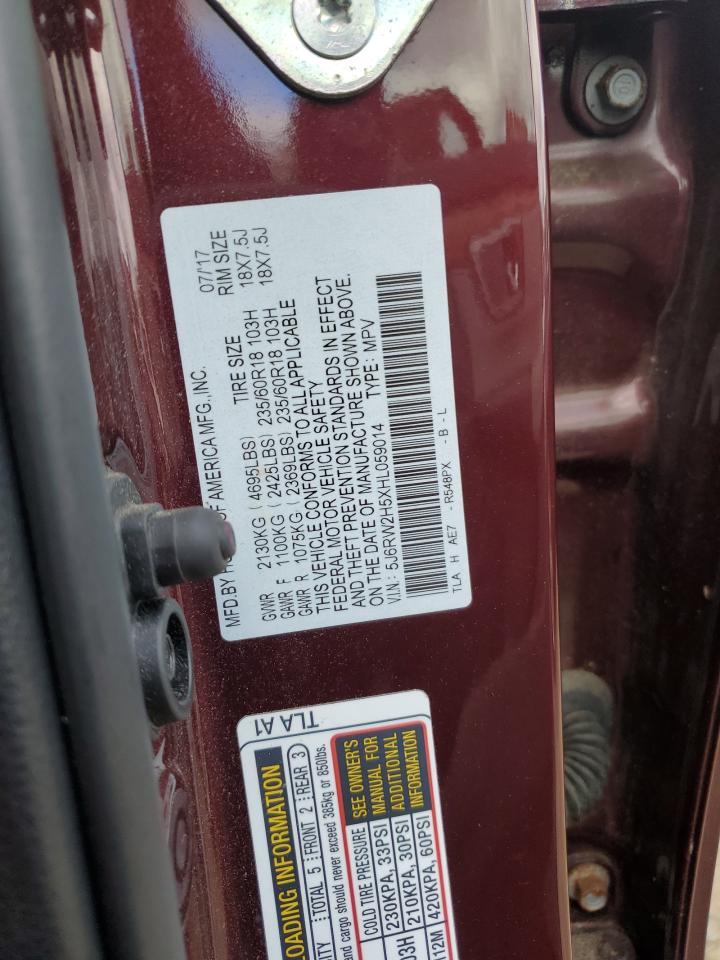 MFD.BY OF AMERICA MFG.,INC. 07/'17
TIRE SIZE RIM SIZE
GVWR 2130KG (4695LBS)
GAWR F 1100KG (2425LBS) 235/60R18 103H 18X7.5J
GAWR R 1075KG (2369LBS) 235/60R18 103H 18X7.5J
THIS VEHICLE CONFORMS TO ALL APPLICABLE
FEDERAL MOTOR VEHICLE SAFETY
AND THEFT PREVENTION STANDARDS IN EFFECT
ON THE DATE OF MANUFACTURE SHOWN ABOVE.
V.I.N.: 5J6RW2H5XHL059014 TYPE: MPV
TLA H AE7 - R548PX - B - L
TLA A1
LOADING INFORMATION
TOTAL 5 FRONT 2 REAR 3
and cargo should never exceed 385kg or 850lbs.
COLD TIRE PRESSURE
230KPA, 33PSI
03H 210KPA, 30PSI
12M 420KPA, 60PSI
SEE OWNER'S
MANUAL FOR
ADDITIONAL
INFORMATION